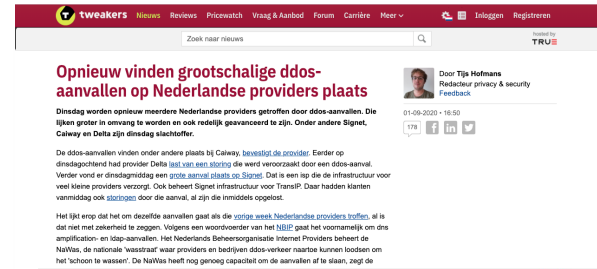 tweakers Nieuws Reviews Pricewatch Vraag & Aanbod Forum Carrière Meer Inloggen Registreren
Zoek naar nieuws
hosted by
TRUE
Opnieuw vinden grootschalige ddos-
aanvallen op Nederlandse providers plaats
Door Tijs Hofmans
Redacteur privacy & security
Feedback
01-09-2020 • 16:50
178
Dinsdag worden opnieuw meerdere Nederlandse providers getroffen door ddos-aanvallen. Die
lijken groter in omvang te worden en ook redelijk geavanceerd te zijn. Onder andere Signet,
Caiway en Delta zijn dinsdag slachtoffer.
De ddos-aanvallen vinden onder andere plaats bij Caiway, bevestigt de provider. Eerder op
dinsdagochtend had provider Delta last van een storing die werd veroorzaakt door een ddos-aanval.
Verder vond er dinsdagmiddag een grote aanval plaats op Signet. Dat is een isp die de infrastructuur voor
veel kleine providers verzorgt. Ook beheert Signet infrastructuur voor TransIP. Daar hadden klanten
vanmiddag ook storingen door die aanval, al zijn die inmiddels opgelost.
Het lijkt erop dat het om dezelfde aanvallen gaat als die vorige week Nederlandse providers troffen, al is
dat niet met zekerheid te zeggen. Volgens een woordvoerder van het NBIP gaat het voornamelijk om dns
amplification- en ldap-aanvallen. Het Nederlands Beheersorganisatie Internet Providers beheert de
NaWas, de nationale 'wasstraat' waar providers en bedrijven ddos-verkeer naartoe kunnen loodsen om
het 'schoon te wassen'. De NaWas heeft nog genoeg capaciteit om de aanvallen af te slaan, zegt de